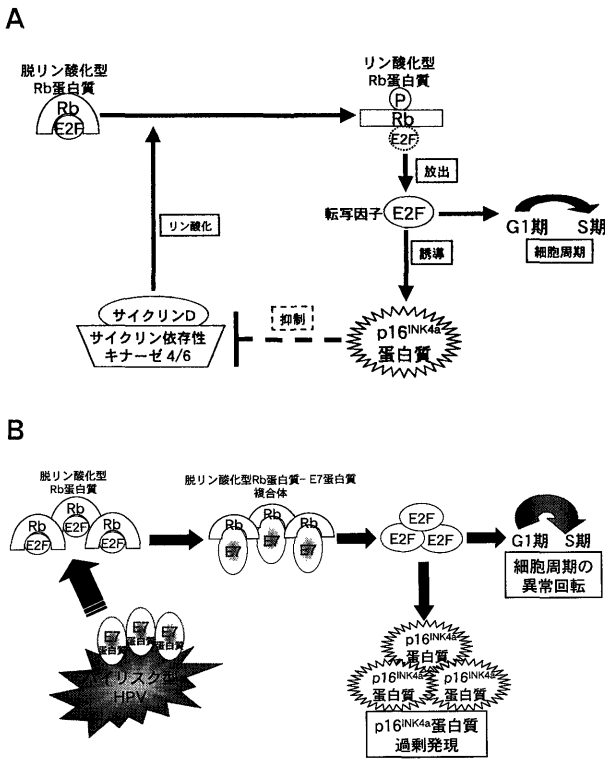 A
脱リン酸化型
Rb蛋白質
Rb
E2F
リン酸化型
Rb蛋白質
P
Rb
E2F
放出
転写因子
E2F
G1期
S期
細胞周期
リン酸化
誘導
サイクリンD
サイクリン依存性
キナーゼ4/6
抑制
p16INK4a
蛋白質
B
脱リン酸化型
Rb蛋白質
Rb
E2F
Rb
E2F
Rb
E2F
脱リン酸化型Rb蛋白質- E7蛋白質
複合体
Rb
E7
Rb
E7
Rb
E7
E2F
E2F
E2F
G1期
S期
細胞周期の
異常回転
E7
蛋白質
E7
蛋白質
E7
蛋白質
ハイリスク型
HPV
p16INK4a
蛋白質
p16INK4a
蛋白質
p16INK4a
蛋白質
p16INK4a蛋白質
過剰発現